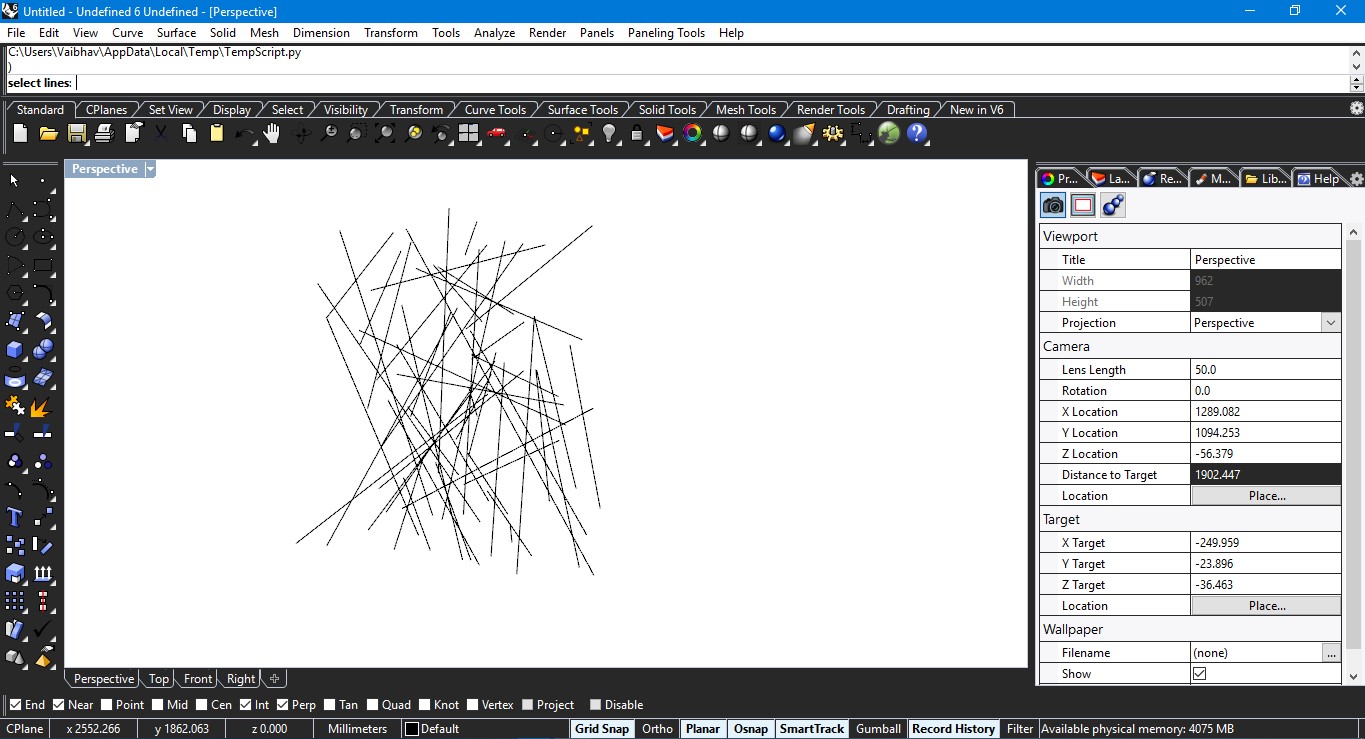 Untitled - Undefined 6 Undefined - [Perspective]
File Edit View Curve Surface Solid Mesh Dimension Transform Tools Analyze Render Panels Paneling Tools Help
C:\Users\Vaibhav\AppData\Local\Temp\TempScript.py
)
select lines:
Standard CPlanes Set View Display Select Visibility Transform Curve Tools Surface Tools Solid Tools Mesh Tools Render Tools Drafting New in V6
Perspective
Pr... La... Re... M... Lib... Help
Viewport
Title Perspective
Width 962
Height 507
Projection Perspective
Camera
Lens Length 50.0
Rotation 0.0
X Location 1289.082
Y Location 1094.253
Z Location -56.379
Distance to Target 1902.447
Location Place...
Target
X Target -249.959
Y Target -23.896
Z Target -36.463
Location Place...
Wallpaper
Filename (none) ...
Show
Perspective Top Front Right
End Near Point Mid Cen Int Perp Tan Quad Knot Vertex Project Disable
CPlane x 2552.266 y 1862.063 z 0.000 Millimeters Default Grid Snap Ortho Planar Osnap SmartTrack Gumball Record History Filter Available physical memory: 4075 MB